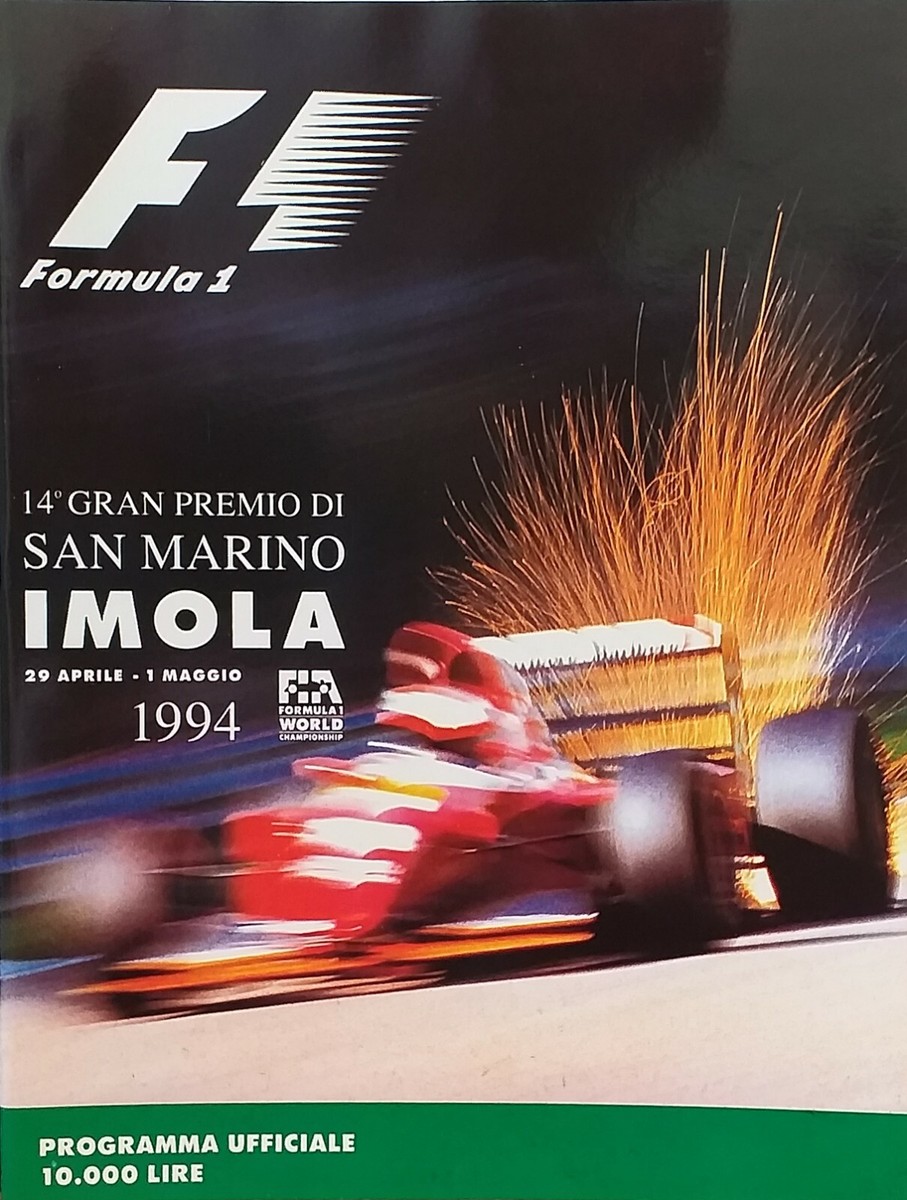 F1
Formula 1
14º GRAN PREMIO DI
SAN MARINO
IMOLA
29 APRILE - 1 MAGGIO
1994
FIA
FORMULA 1
WORLD
CHAMPIONSHIP
PROGRAMMA UFFICIALE
10.000 LIRE